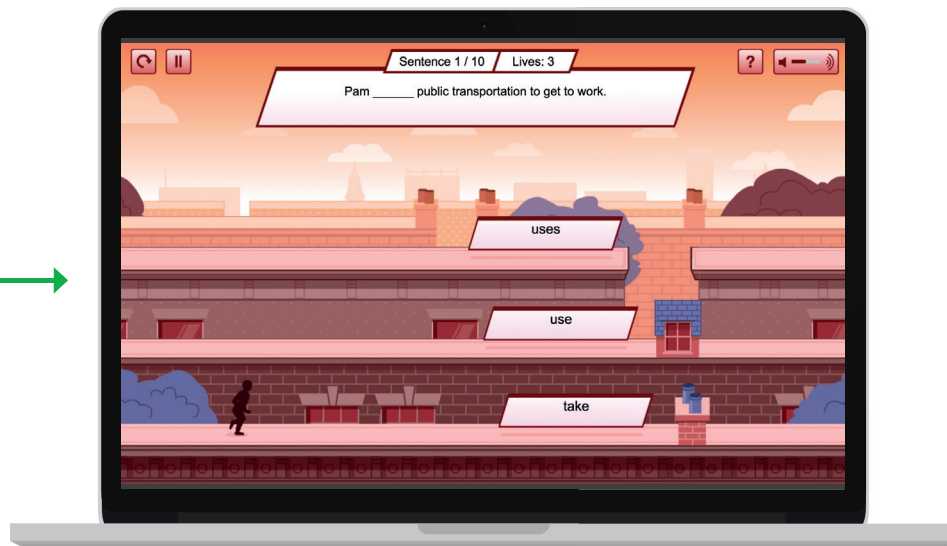 Sentence 1 / 10 Lives: 3
?
Pam ______ public transportation to get to work.
uses
use
take